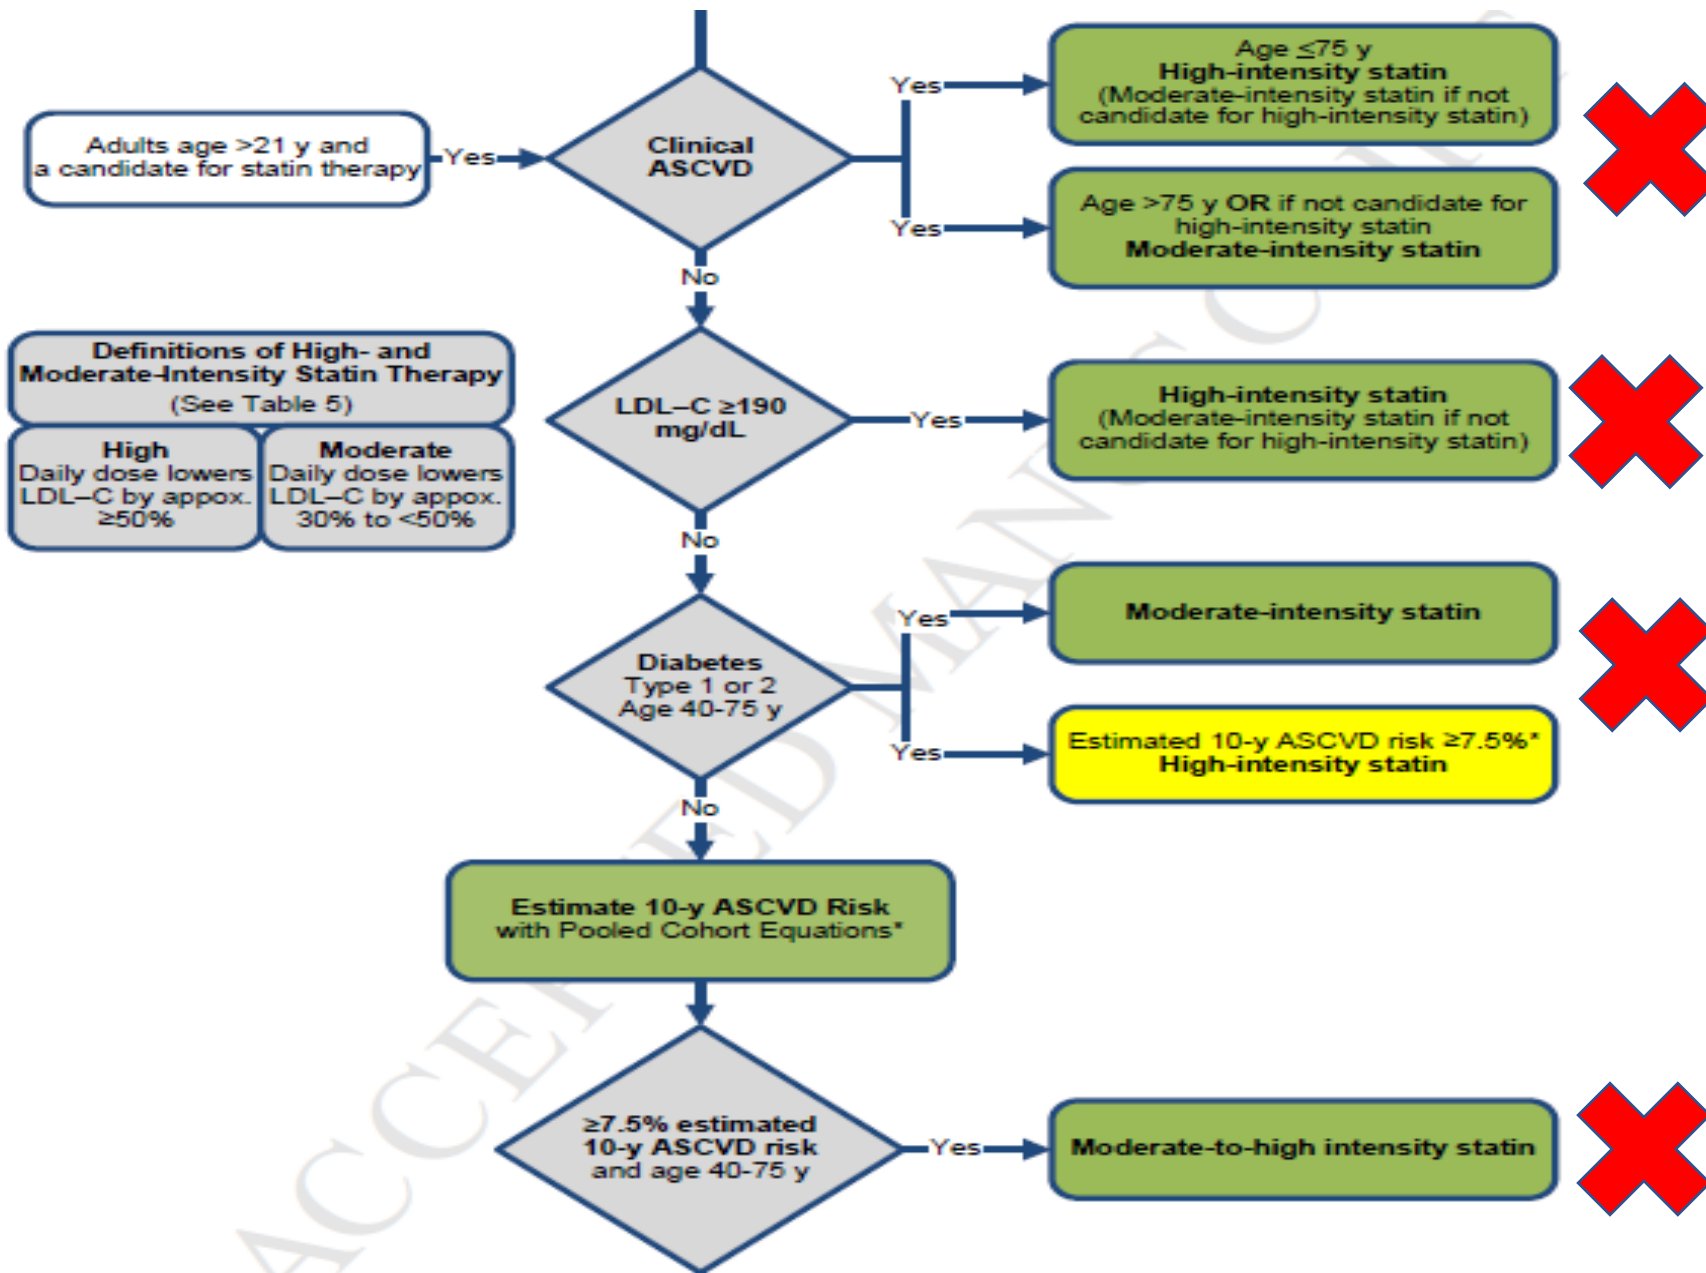 Age ≤75 y
High-intensity statin
(Moderate-intensity statin if not
candidate for high-intensity statin)
Yes
Adults age >21 y and
a candidate for statin therapy
Yes
Clinical
ASCVD
Age >75 y OR if not candidate for
high-intensity statin
Moderate-intensity statin
Yes
No
Definitions of High- and
Moderate-Intensity Statin Therapy
(See Table 5)
High
Daily dose lowers
LDL–C by appox.
≥50%
Moderate
Daily dose lowers
LDL–C by appox.
30% to <50%
LDL–C ≥190
mg/dL
Yes
High-intensity statin
(Moderate-intensity statin if not
candidate for high-intensity statin)
No
Diabetes
Type 1 or 2
Age 40-75 y
Yes
Moderate-intensity statin
Yes
Estimated 10-y ASCVD risk ≥7.5%*
High-intensity statin
No
Estimate 10-y ASCVD Risk
with Pooled Cohort Equations*
≥7.5% estimated
10-y ASCVD risk
and age 40-75 y
Yes
Moderate-to-high intensity statin
ACCEPTED